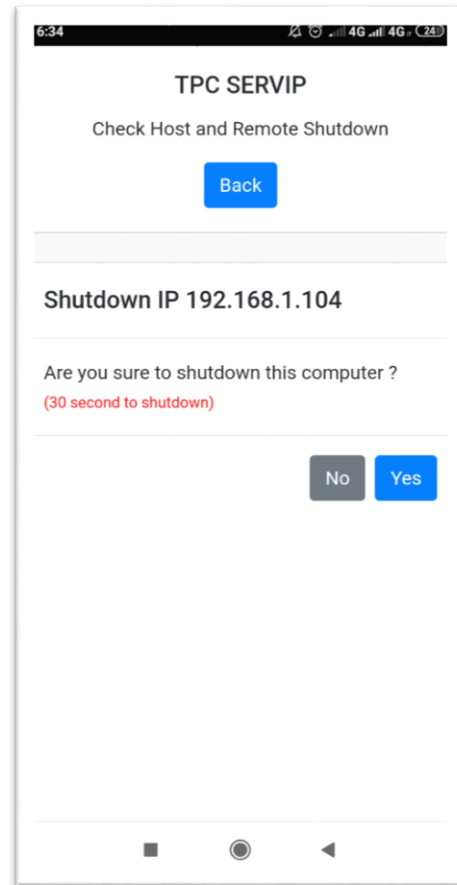 6:34 4G 4G 24
TPC SERVIP
Check Host and Remote Shutdown
Back
Shutdown IP 192.168.1.104
Are you sure to shutdown this computer ?
(30 second to shutdown)
No Yes